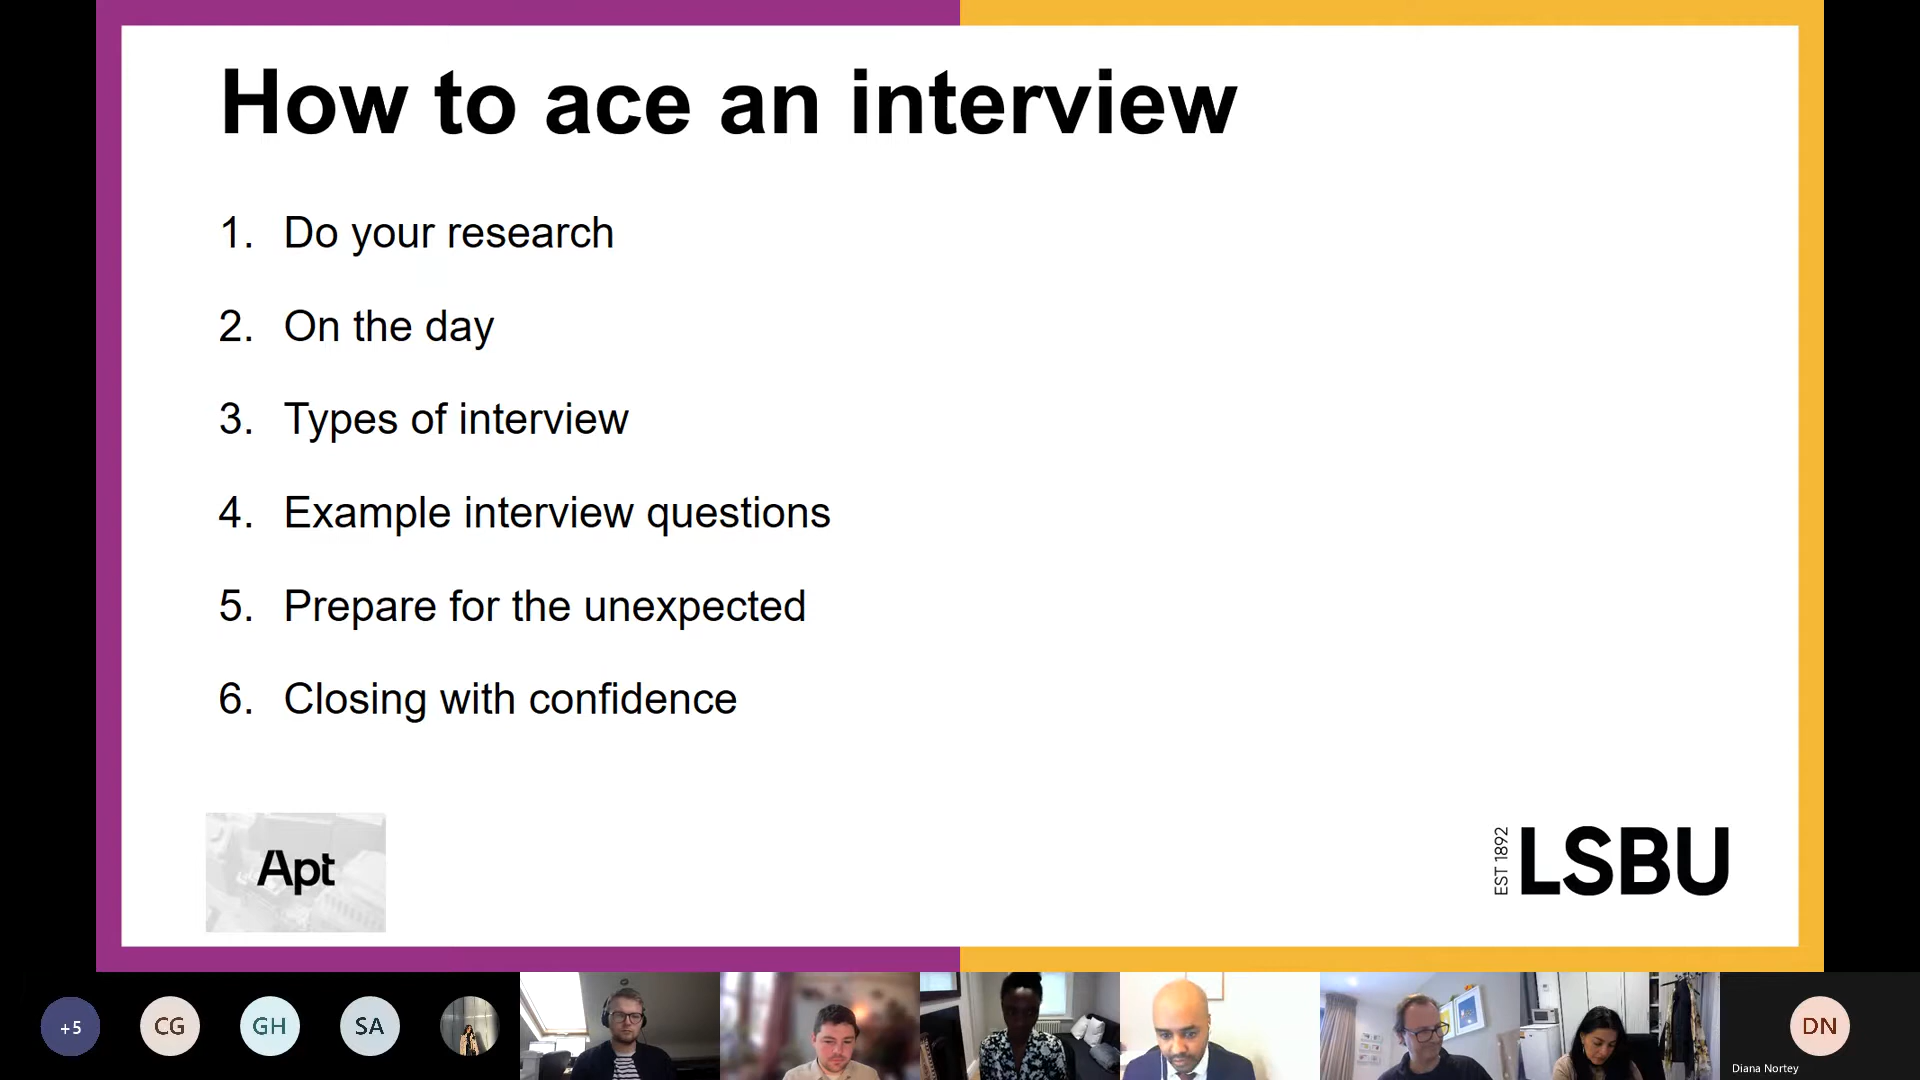 How to ace an interview
1. Do your research
2. On the day
3. Types of interview
4. Example interview questions
5. Prepare for the unexpected
6. Closing with confidence
Apt
EST 1892
LSBU
+5
CG
GH
SA
DN
Diana Nortey